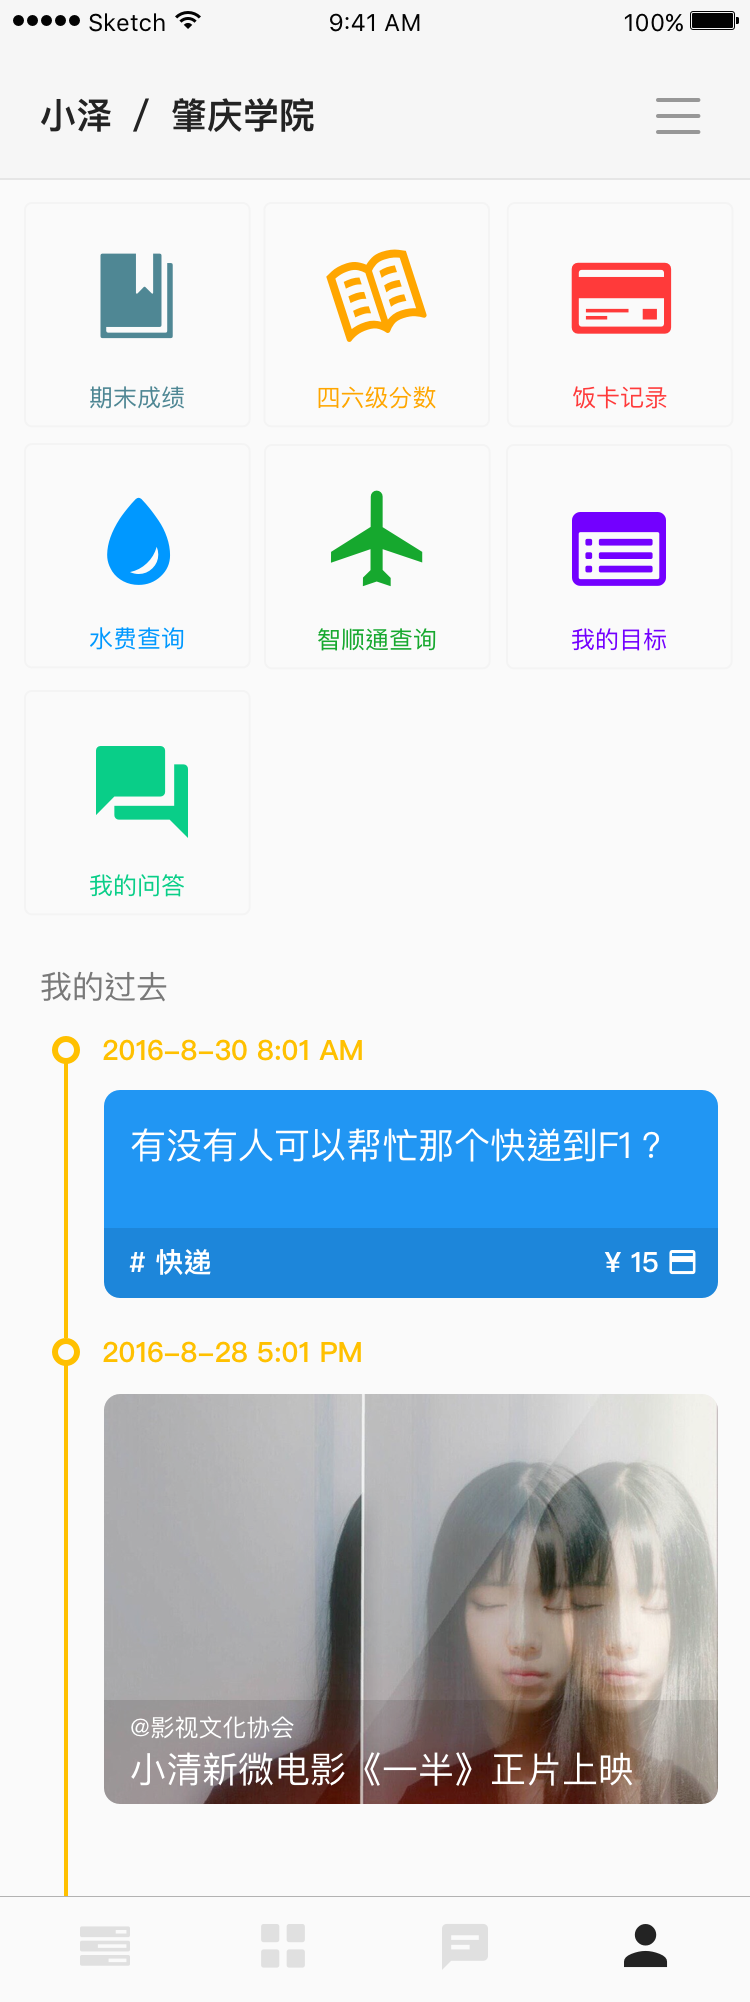 Sketch 9:41 AM 100%
小泽 / 肇庆学院
期末成绩 四六级分数 饭卡记录
水费查询 智顺通查询 我的目标
我的问答
我的过去
2016-8-30 8:01 AM
有没有人可以帮忙那个快递到F1？
# 快递 ¥ 15
2016-8-28 5:01 PM
@影视文化协会
小清新微电影《一半》正片上映